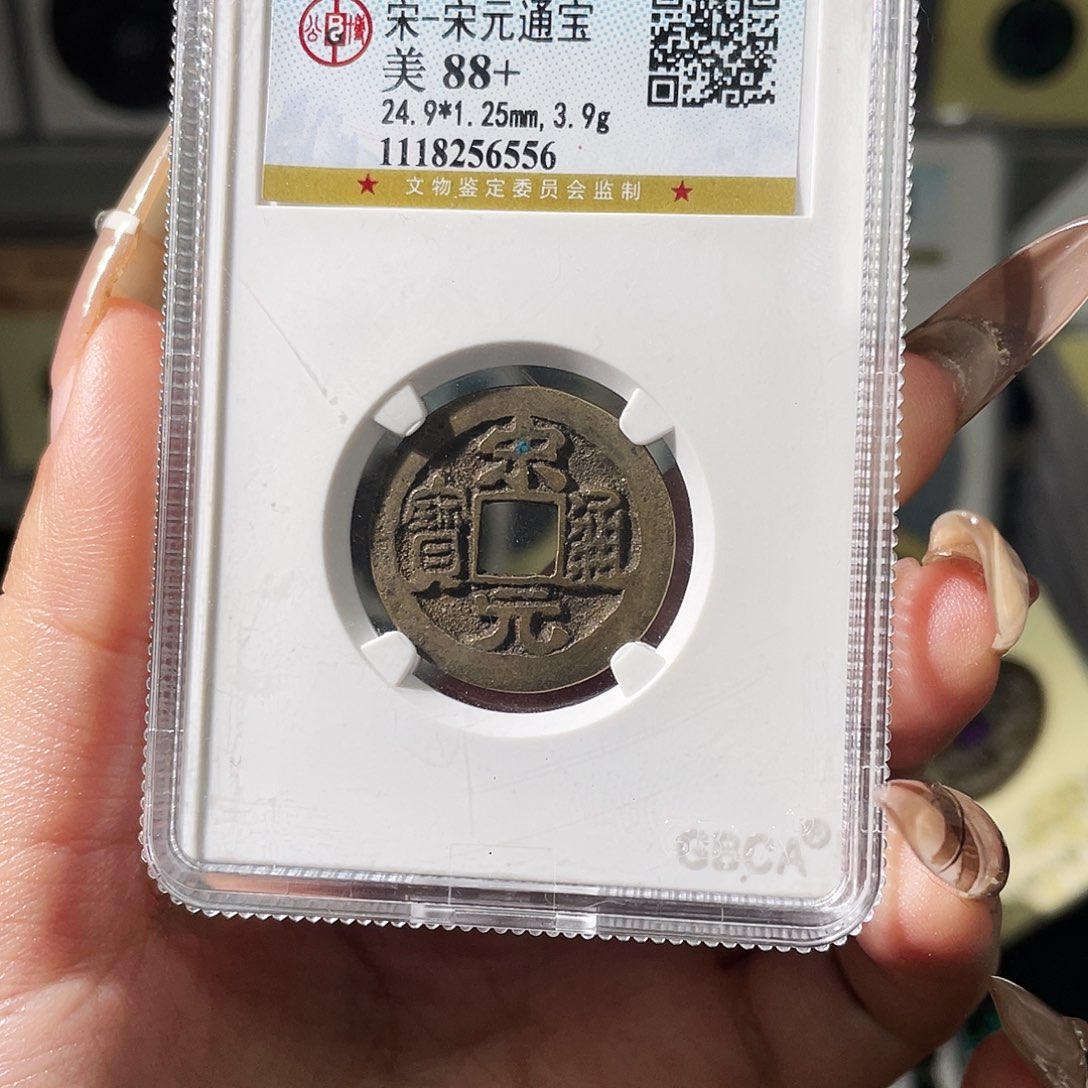 宋-宋元通宝
美 88+
24.9*1.25mm, 3.9g
1118256556
★ 文物鉴定委员会监制 ★
宋
寶 通
元
GBCA®